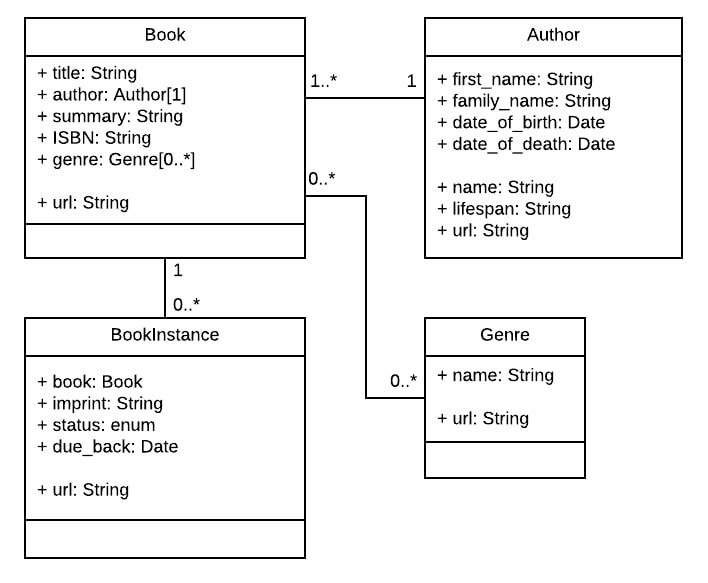 Book
+ title: String
+ author: Author[1]
+ summary: String
+ ISBN: String
+ genre: Genre[0..*]
+ url: String
1..*
1
0..*
Author
+ first_name: String
+ family_name: String
+ date_of_birth: Date
+ date_of_death: Date
+ name: String
+ lifespan: String
+ url: String
1
0..*
BookInstance
+ book: Book
+ imprint: String
+ status: enum
+ due_back: Date
+ url: String
0..*
Genre
+ name: String
+ url: String